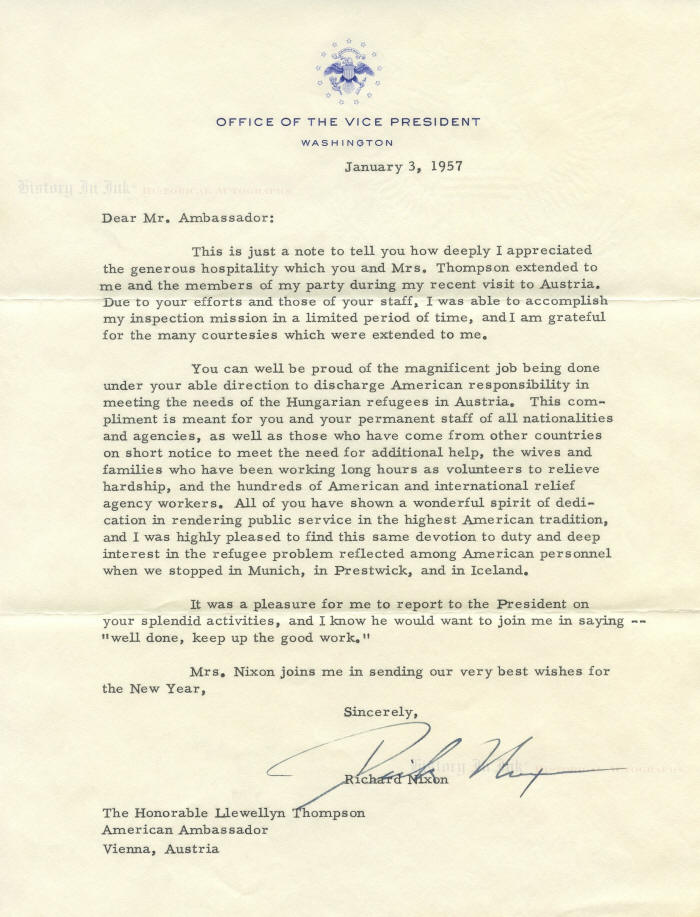 OFFICE OF THE VICE PRESIDENT
WASHINGTON
January 3, 1957
History In Ink® HISTORICAL AUTOGRAPHS
Dear Mr. Ambassador:
This is just a note to tell you how deeply I appreciated
the generous hospitality which you and Mrs. Thompson extended to
me and the members of my party during my recent visit to Austria.
Due to your efforts and those of your staff, I was able to accomplish
my inspection mission in a limited period of time, and I am grateful
for the many courtesies which were extended to me.
You can well be proud of the magnificent job being done
under your able direction to discharge American responsibility in
meeting the needs of the Hungarian refugees in Austria. This com-
pliment is meant for you and your permanent staff of all nationalities
and agencies, as well as those who have come from other countries
on short notice to meet the need for additional help, the wives and
families who have been working long hours as volunteers to relieve
hardship, and the hundreds of American and international relief
agency workers. All of you have shown a wonderful spirit of dedi-
cation in rendering public service in the highest American tradition,
and I was highly pleased to find this same devotion to duty and deep
interest in the refugee problem reflected among American personnel
when we stopped in Munich, in Prestwick, and in Iceland.
It was a pleasure for me to report to the President on
your splendid activities, and I know he would want to join me in saying --
"well done, keep up the good work."
Mrs. Nixon joins me in sending our very best wishes for
the New Year,
Sincerely,
Dick Nixon
History In Ink® HISTORICAL AUTOGRAPHS
Richard Nixon
The Honorable Llewellyn Thompson
American Ambassador
Vienna, Austria